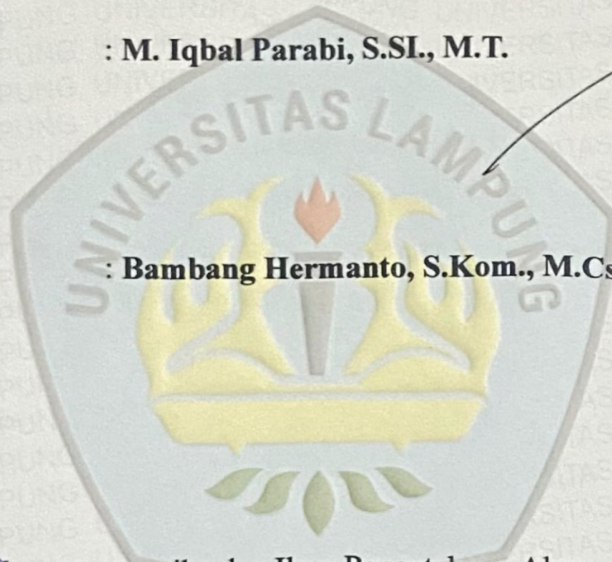 : M. Iqbal Parabi, S.SI., M.T.
UNIVERSITAS LAMPUNG
: Bambang Hermanto, S.Kom., M.Cs